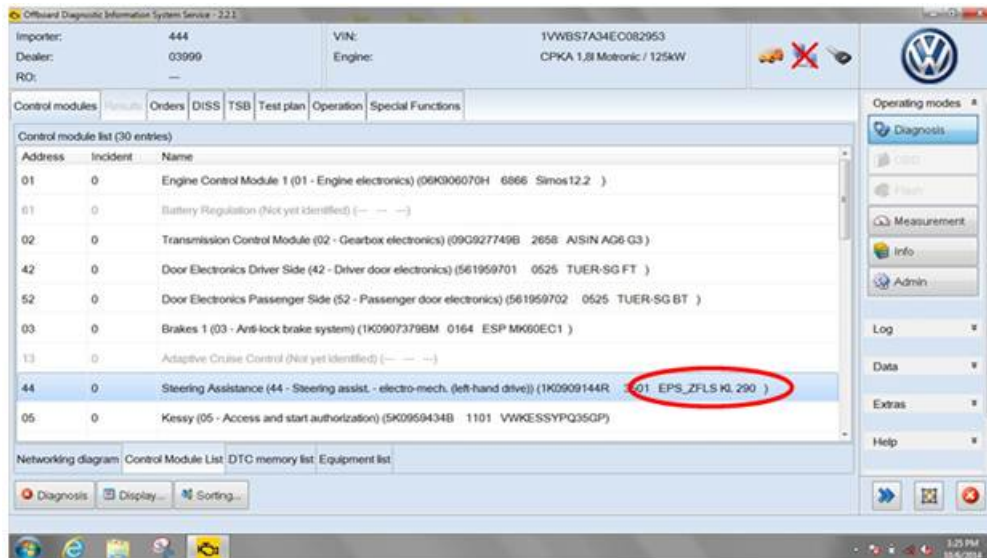 Offboard Diagnostic Information System Service - 2.2.1
Importer: 444 VIN: 1VWBS7A34EC082953
Dealer: 03999 Engine: CPKA 1,8l Motronic / 125kW
RO: ---
Control modules Results Orders DISS TSB Test plan Operation Special Functions
Operating modes
Control module list (30 entries)
Diagnosis
Address Incident Name
OBD
01 0 Engine Control Module 1 (01 - Engine electronics) (06K906070H 6866 Simos12.2 )
Flash
61 0 Battery Regulation (Not yet identified) (--- --- ---)
Measurement
02 0 Transmission Control Module (02 - Gearbox electronics) (09G927749B 2658 AISIN AG6 G3 )
Info
42 0 Door Electronics Driver Side (42 - Driver door electronics) (561959701 0525 TUER-SG FT )
Admin
52 0 Door Electronics Passenger Side (52 - Passenger door electronics) (561959702 0525 TUER-SG BT )
03 0 Brakes 1 (03 - Anti-lock brake system) (1K0907379BM 0164 ESP MK60EC1 )
Log
13 0 Adaptive Cruise Control (Not yet identified) (--- --- ---)
Data
44 0 Steering Assistance (44 - Steering assist. - electro-mech. (left-hand drive)) (1K0909144R EPS_ZFLS KL 290 )
Extras
05 0 Kessy (05 - Access and start authorization) (5K0959434B 1101 VWKESSYPQ35GP)
Help
Networking diagram Control Module List DTC memory list Equipment list
Diagnosis Display... Sorting...
3:25 PM
10/6/2014